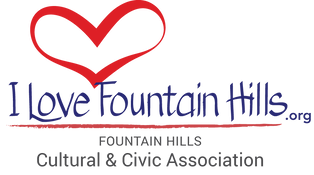 I Love Fountain Hills.org
FOUNTAIN HILLS
Cultural & Civic Association